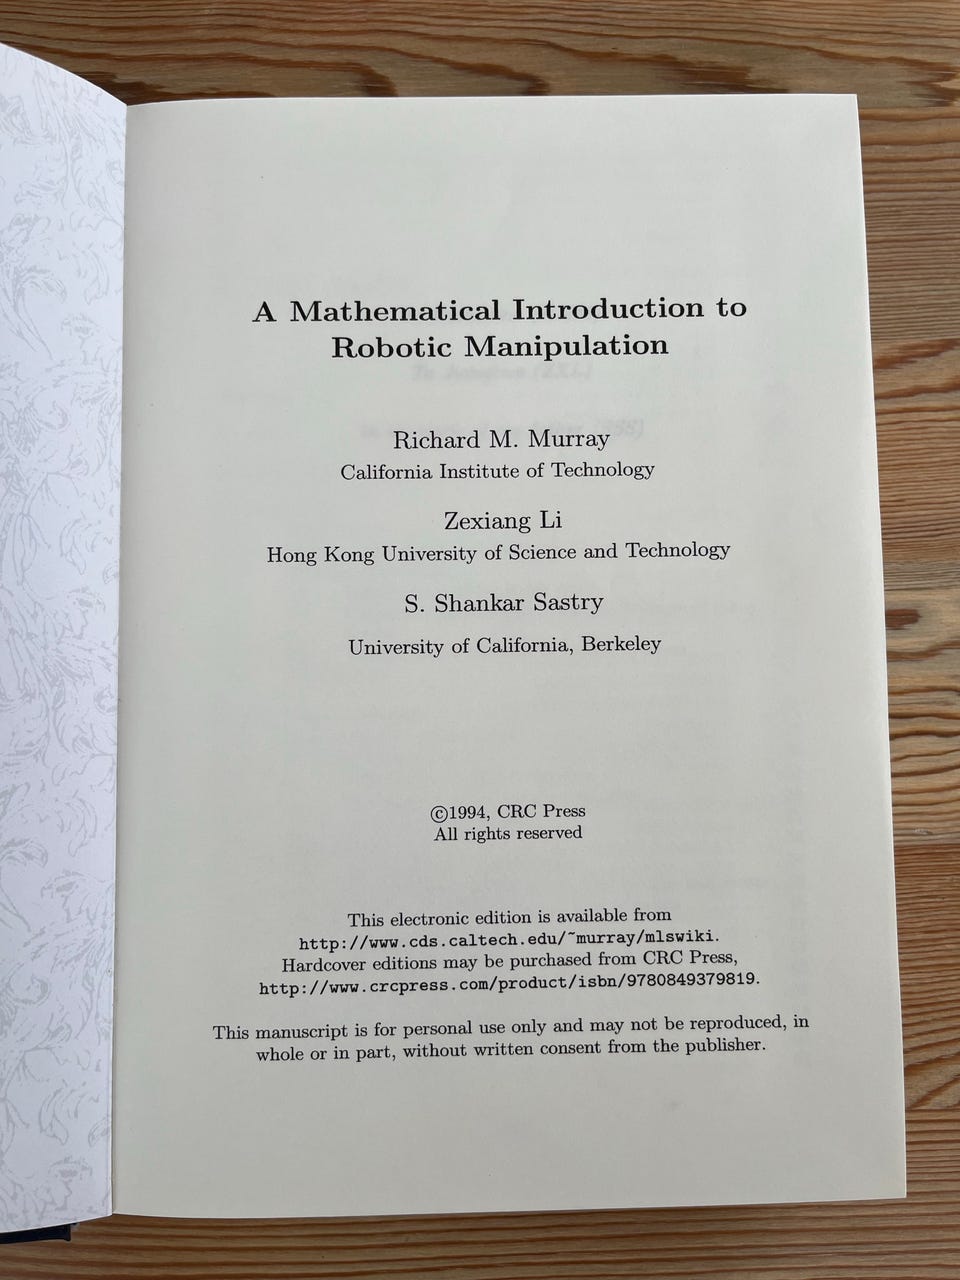 A Mathematical Introduction to
Robotic Manipulation
Richard M. Murray
California Institute of Technology
Zexiang Li
Hong Kong University of Science and Technology
S. Shankar Sastry
University of California, Berkeley
©1994, CRC Press
All rights reserved
This electronic edition is available from
http://www.cds.caltech.edu/~murray/mlswiki.
Hardcover editions may be purchased from CRC Press,
http://www.crcpress.com/product/isbn/9780849379819.
This manuscript is for personal use only and may not be reproduced, in
whole or in part, without written consent from the publisher.